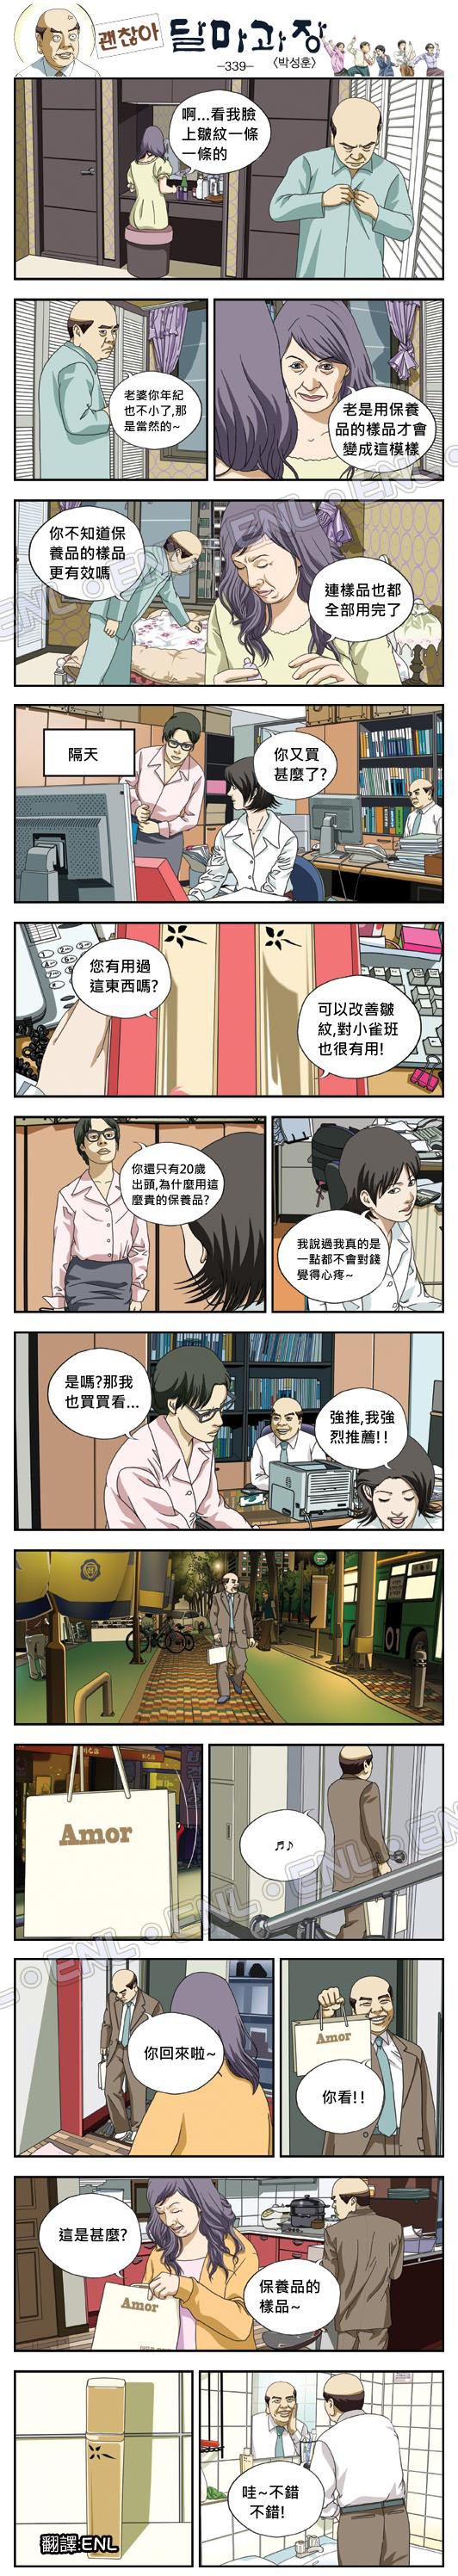 괜찮아
달마과장
-339-
〈박성훈〉
啊...看我臉
上皺紋一條
一條的
老婆你年紀
也不小了,那
是當然的~
老是用保養
品的樣品才會
變成這模樣
你不知道保
養品的樣品
更有效嗎
連樣品也都
全部用完了
隔天
你又買
甚麼了?
您有用過
這東西嗎?
可以改善皺
紋,對小雀班
也很有用!
你還只有20歲
出頭,為什麼用這
麼貴的保養品?
我說過我真的是
一點都不會對錢
覺得心疼~
是嗎?那我
也買買看...
強推,我強
烈推薦!!
01
Amor
♬♪
你回來啦~
Amor
你看!!
這是甚麼?
Amor
保養品的
樣品~
翻譯:ENL
哇~不錯
不錯!
ENL